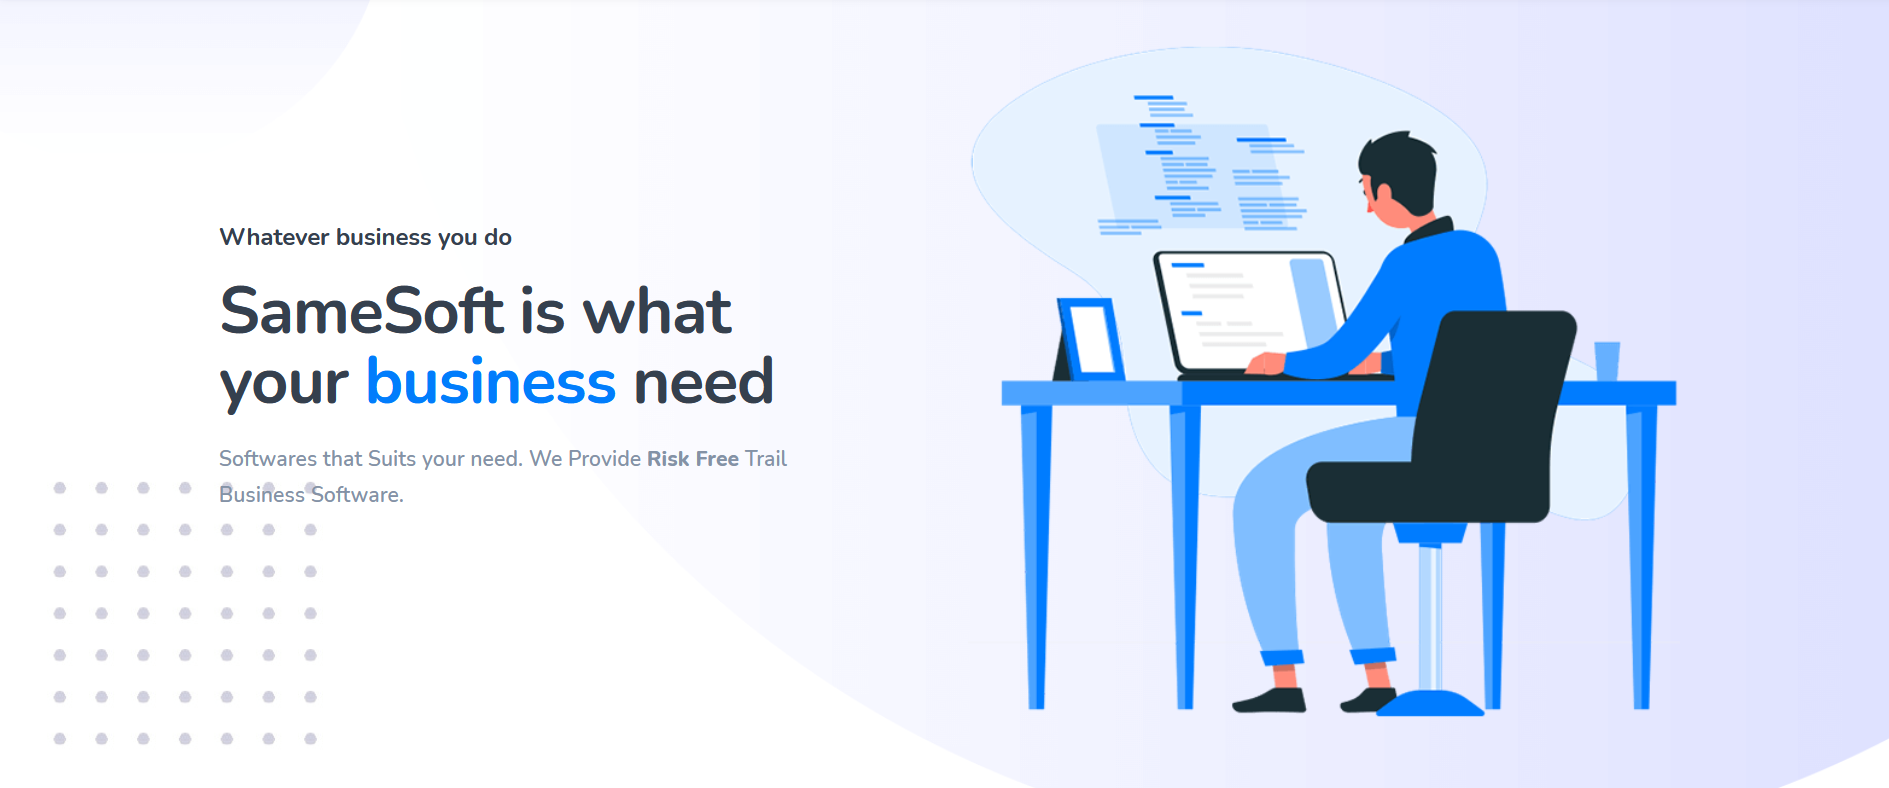 Whatever business you do
SameSoft is what
your business need
Softwares that Suits your need. We Provide Risk Free Trail
Business Software.